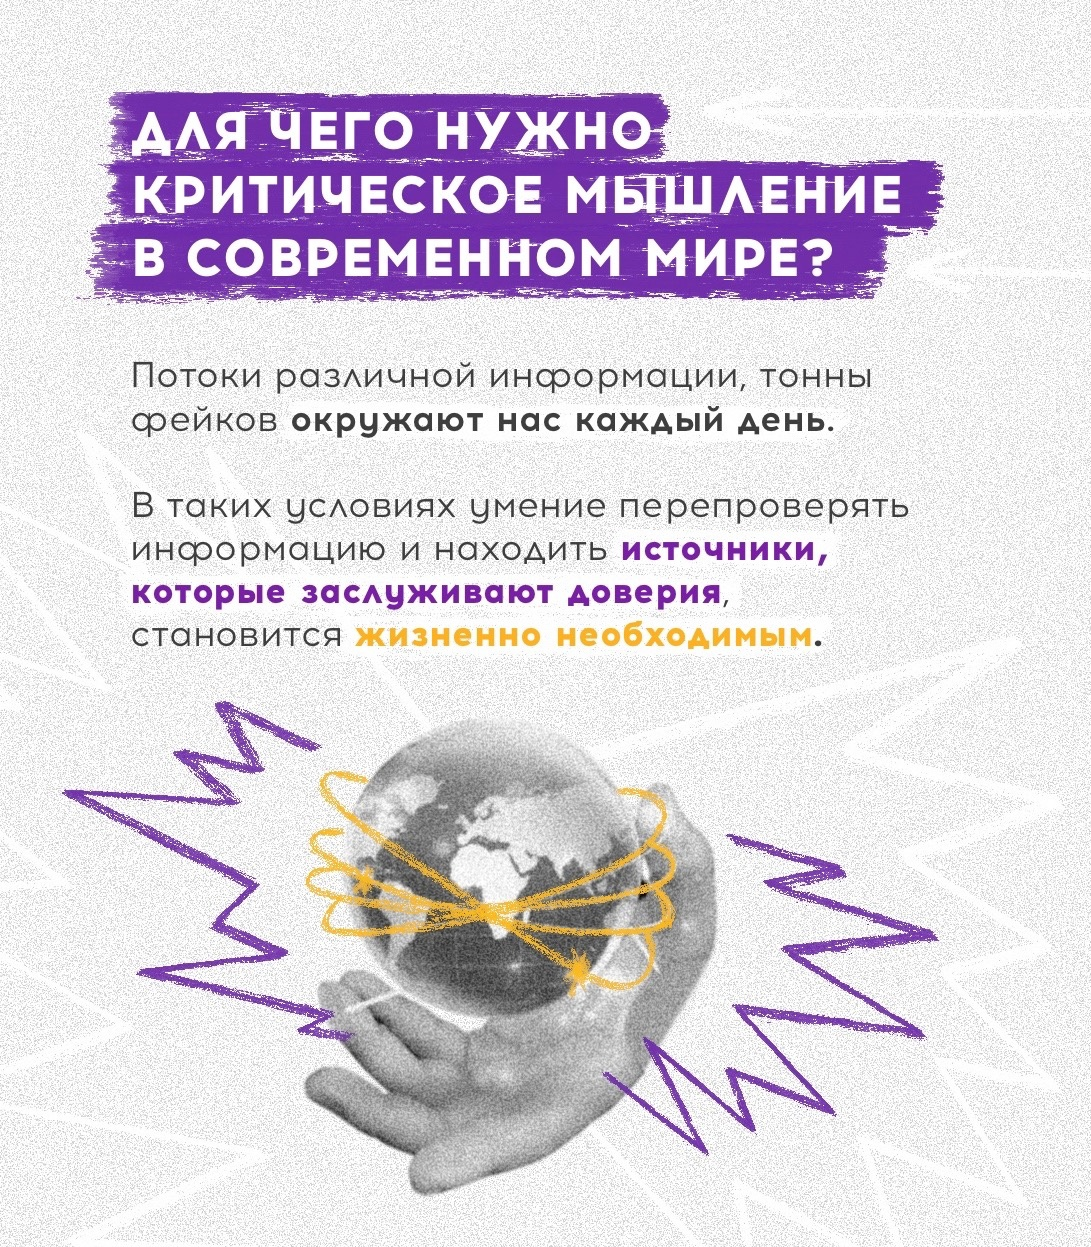 ДЛЯ ЧЕГО НУЖНО
КРИТИЧЕСКОЕ МЫШЛЕНИЕ
В СОВРЕМЕННОМ МИРЕ?
Потоки различной информации, тонны
фейков окружают нас каждый день.
В таких условиях умение перепроверять
информацию и находить источники,
которые заслуживают доверия,
становится жизненно необходимым.